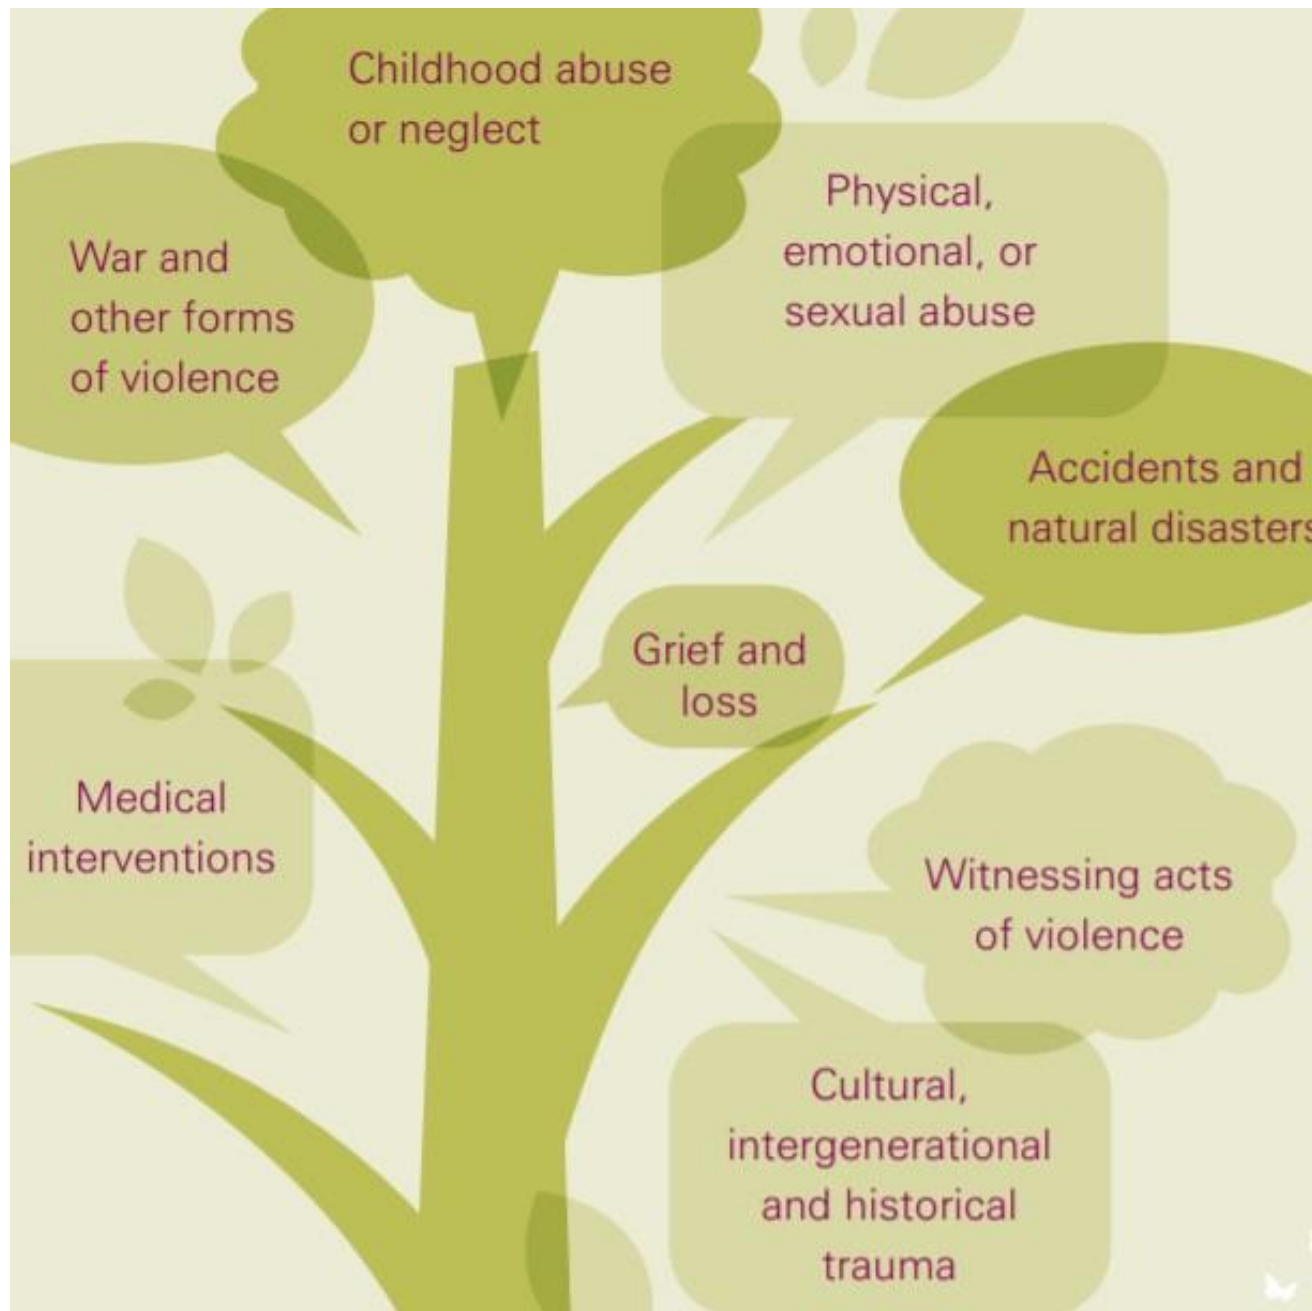 Childhood abuse
or neglect
Physical,
emotional, or
sexual abuse
War and
other forms
of violence
Accidents and
natural disasters
Grief and
loss
Medical
interventions
Witnessing acts
of violence
Cultural,
intergenerational
and historical
trauma